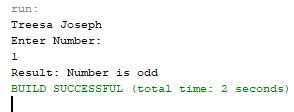 run:
Treesa Joseph
Enter Number:
1
Result: Number is odd
BUILD SUCCESSFUL (total time: 2 seconds)